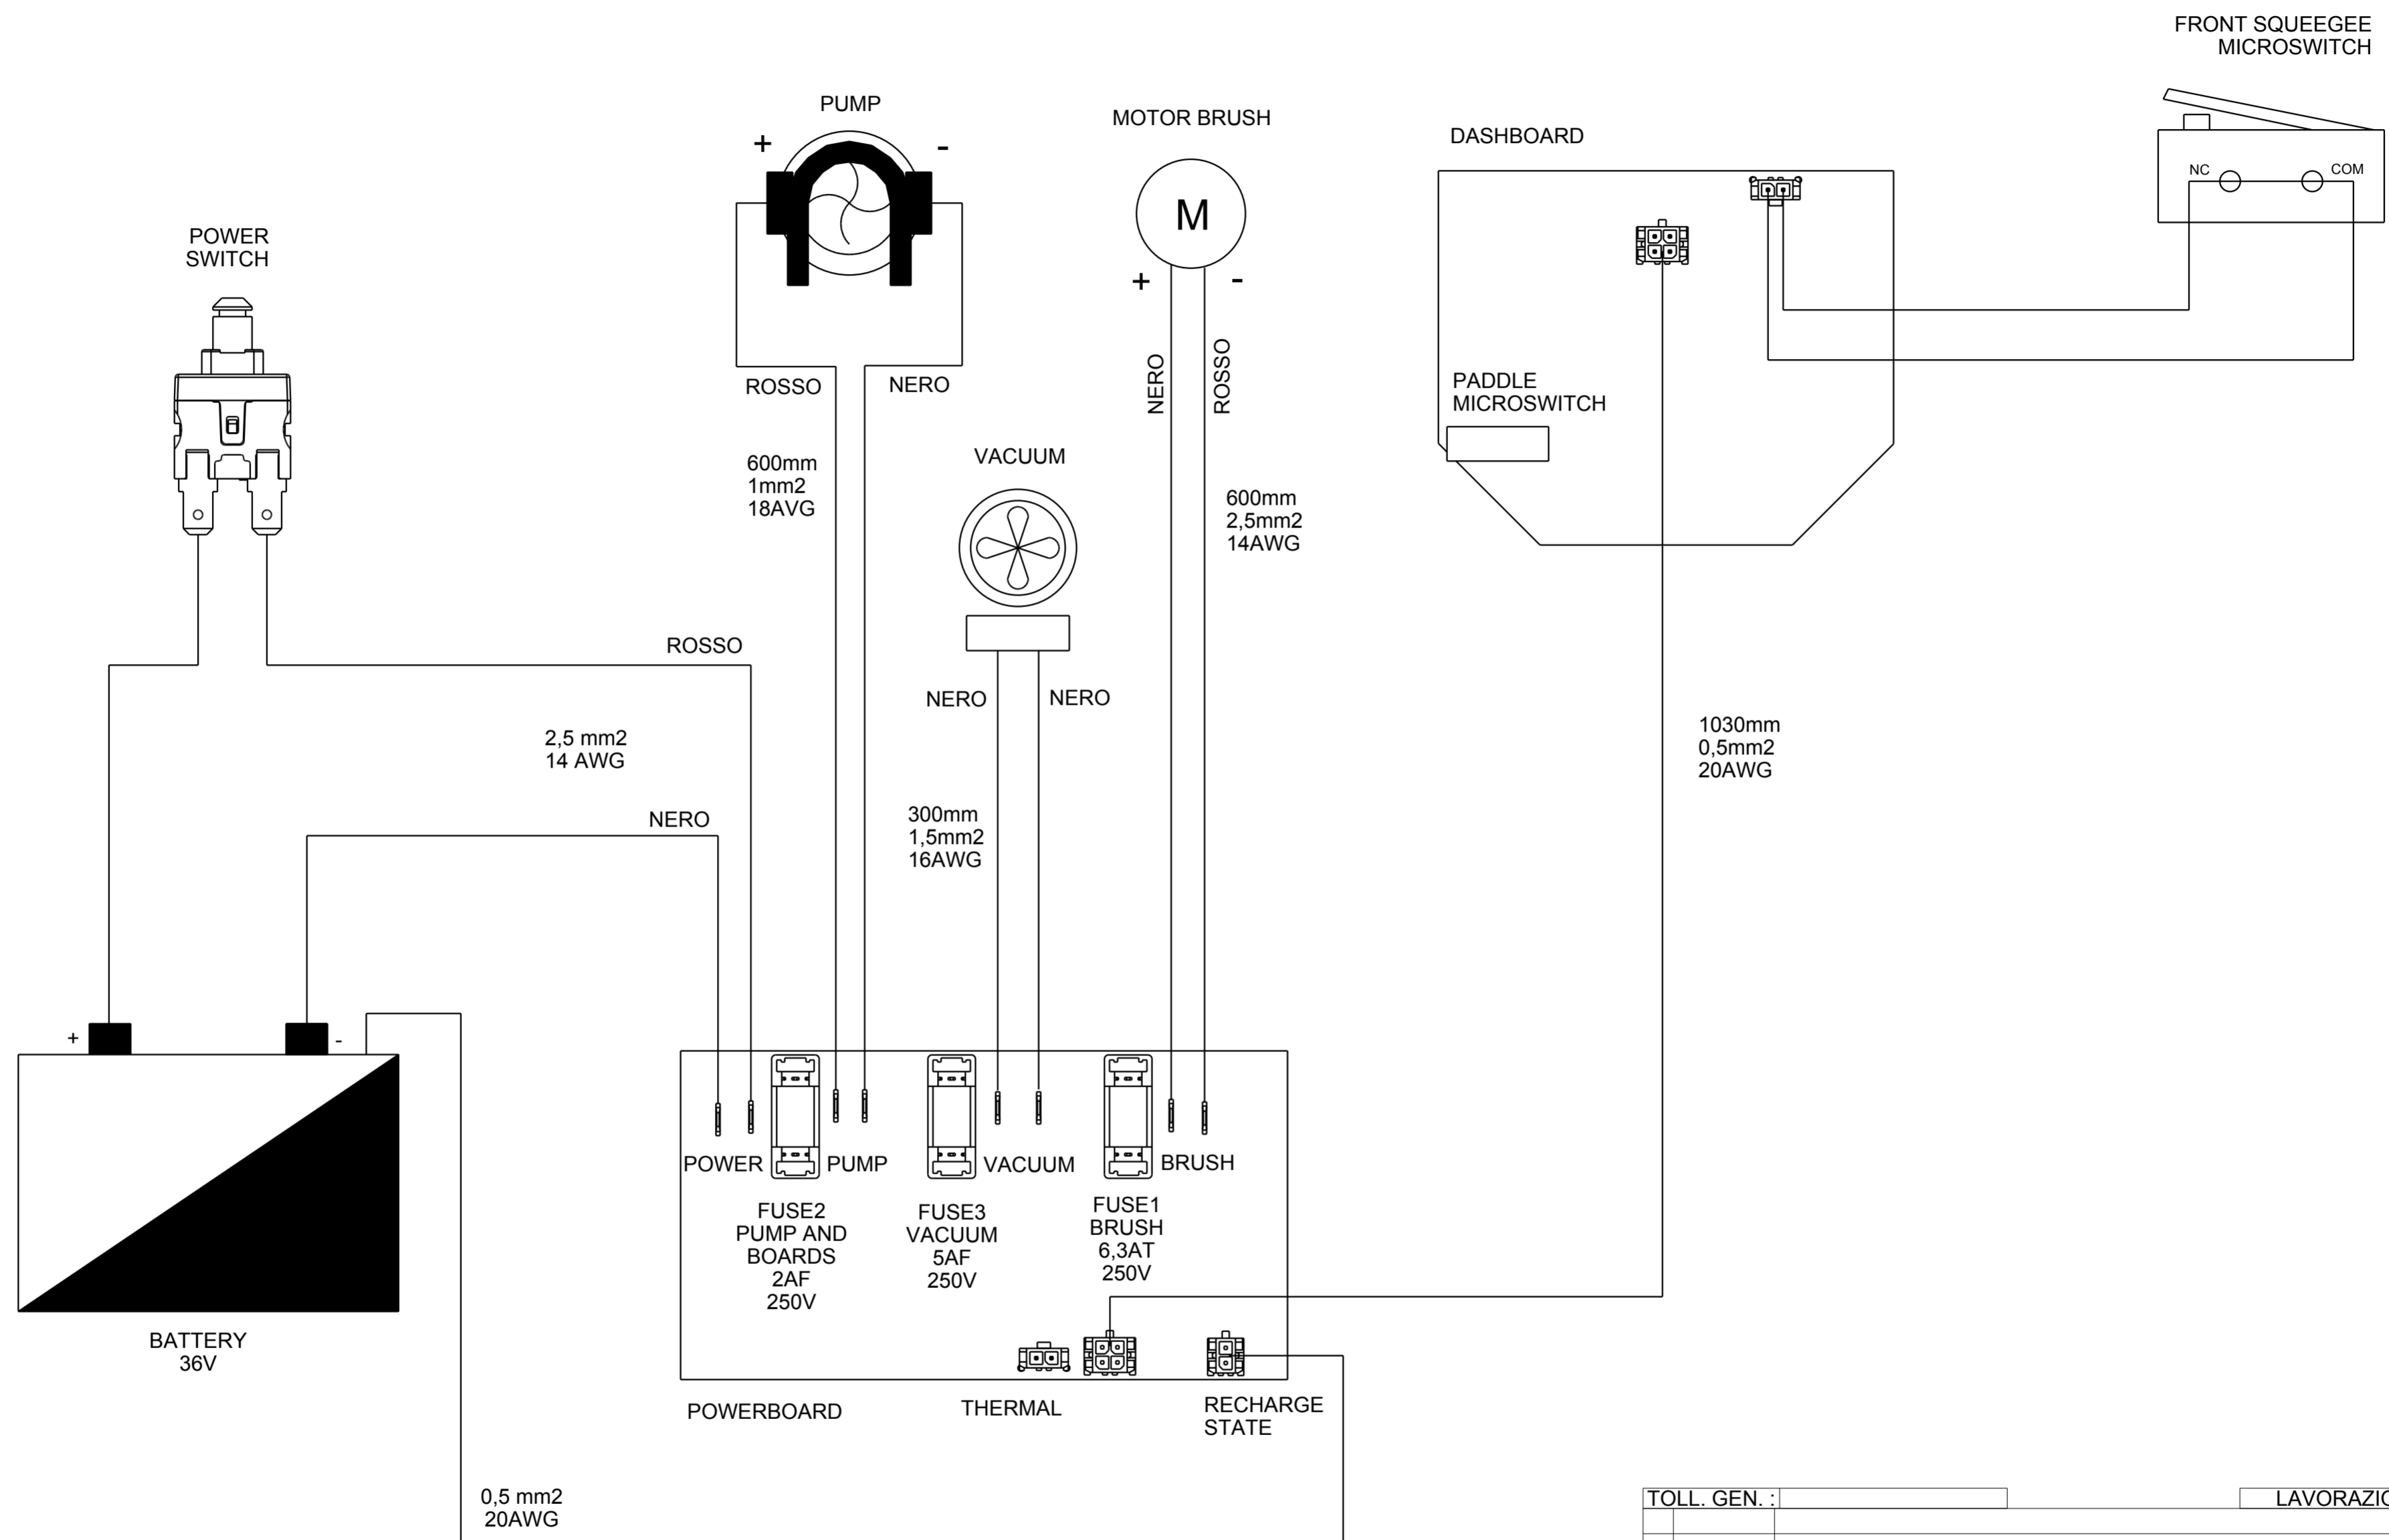 FRONT SQUEEGEE
MICROSWITCH
NC
COM
PUMP
+
-
MOTOR BRUSH
M
+
-
DASHBOARD
POWER
SWITCH
ROSSO
NERO
NERO
ROSSO
PADDLE
MICROSWITCH
600mm
1mm2
18AVG
VACUUM
600mm
2,5mm2
14AWG
ROSSO
NERO
NERO
2,5 mm2
14 AWG
1030mm
0,5mm2
20AWG
NERO
300mm
1,5mm2
16AWG
+
-
BATTERY
36V
POWER
PUMP
VACUUM
BRUSH
FUSE2
PUMP AND
BOARDS
2AF
250V
FUSE3
VACUUM
5AF
250V
FUSE1
BRUSH
6,3AT
250V
POWERBOARD
THERMAL
RECHARGE
STATE
0,5 mm2
20AWG
TOLL. GEN. :